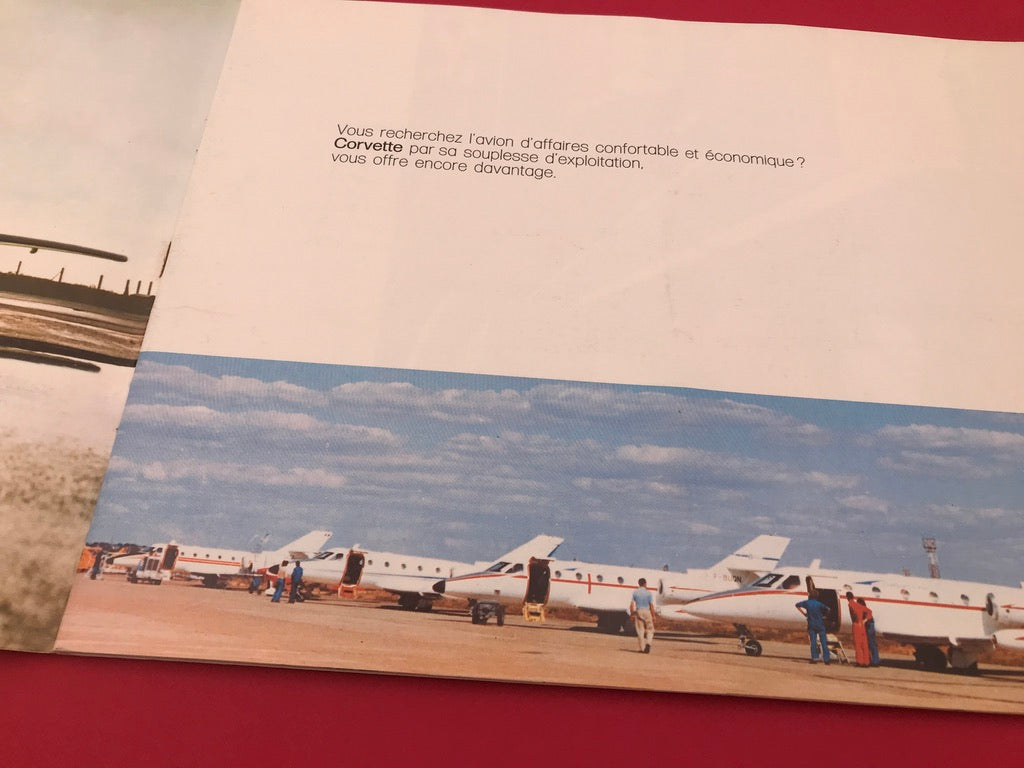 Vous recherchez l'avion d'affaires confortable et économique?
Corvette par sa souplesse d'exploitation,
vous offre encore davantage.